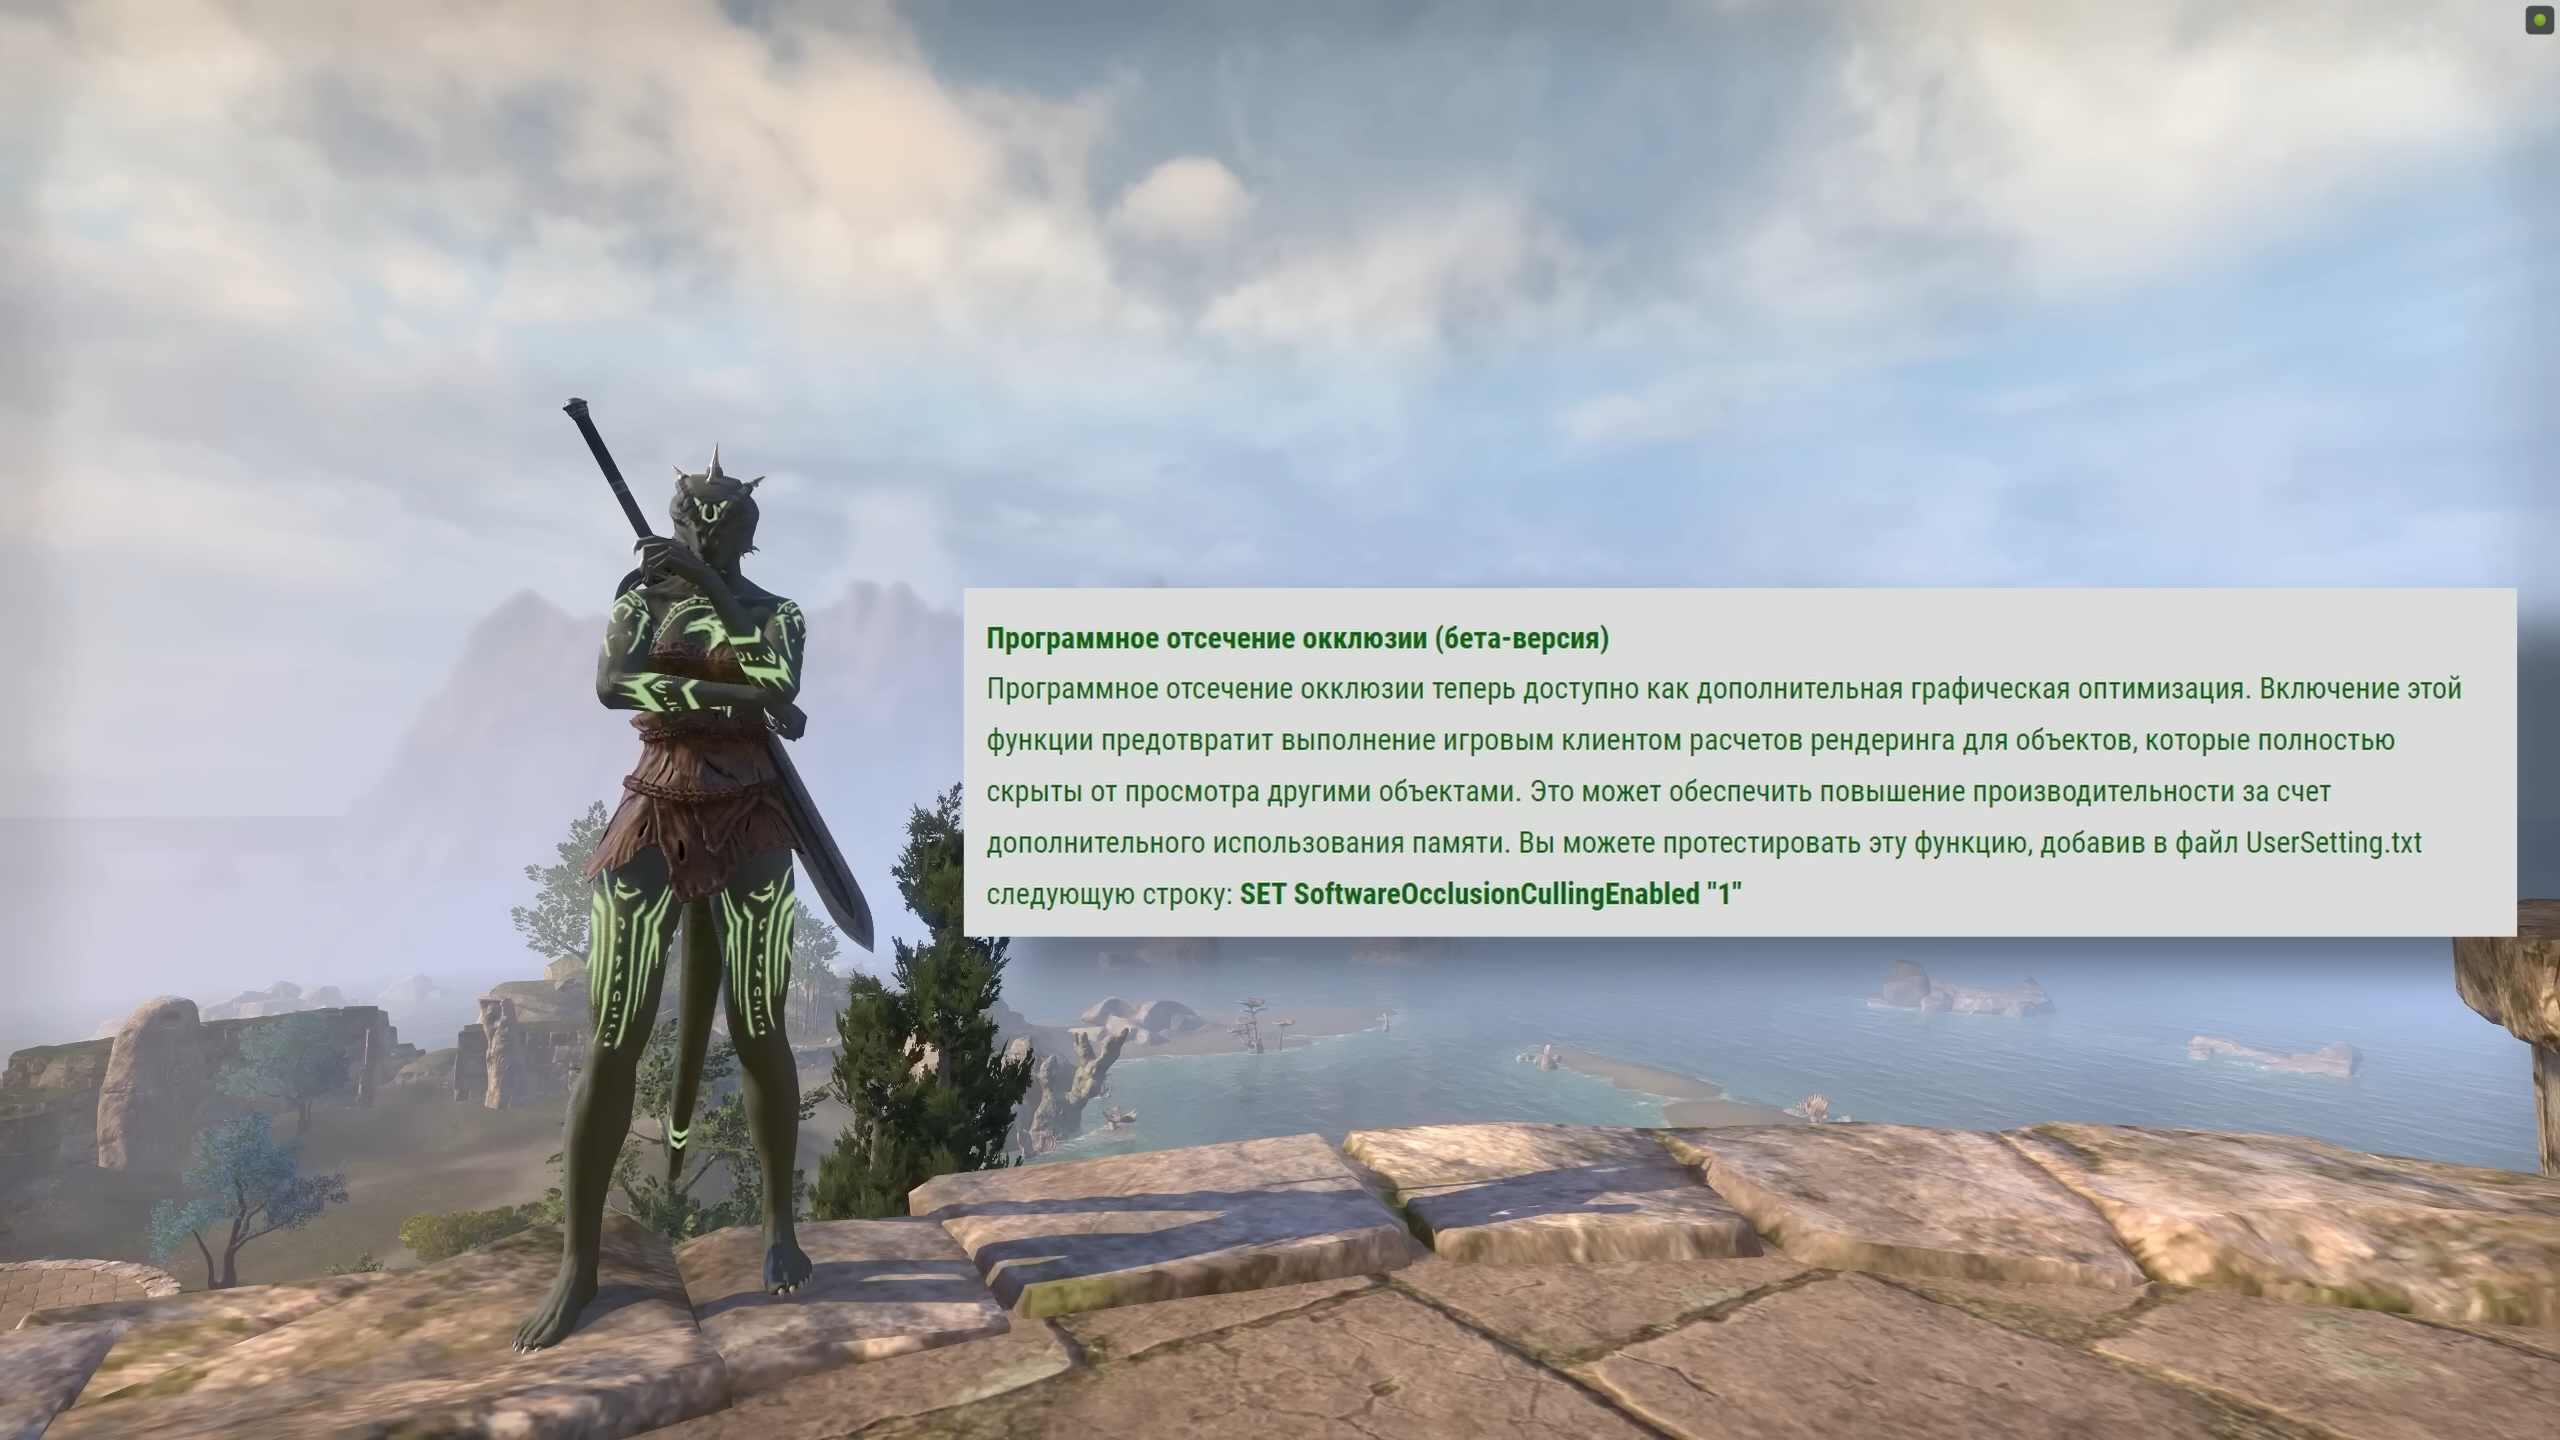 Программное отсечение окклюзии (бета-версия)
Программное отсечение окклюзии теперь доступно как дополнительная графическая оптимизация. Включение этой
функции предотвратит выполнение игровым клиентом расчетов рендеринга для объектов, которые полностью
скрыты от просмотра другими объектами. Это может обеспечить повышение производительности за счет
дополнительного использования памяти. Вы можете протестировать эту функцию, добавив в файл UserSetting.txt
следующую строку: SET SoftwareOcclusionCullingEnabled "1"